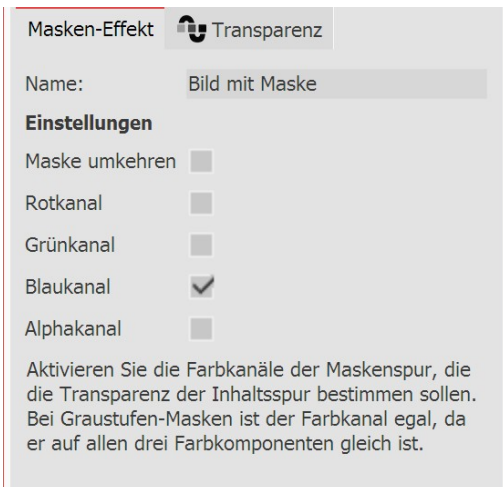 Masken-Effekt Transparenz
Name: Bild mit Maske
Einstellungen
Maske umkehren
Rotkanal
Grünkanal
Blaukanal
Alphakanal
Aktivieren Sie die Farbkanäle der Maskenspur, die
die Transparenz der Inhaltsspur bestimmen sollen.
Bei Graustufen-Masken ist der Farbkanal egal, da
er auf allen drei Farbkomponenten gleich ist.